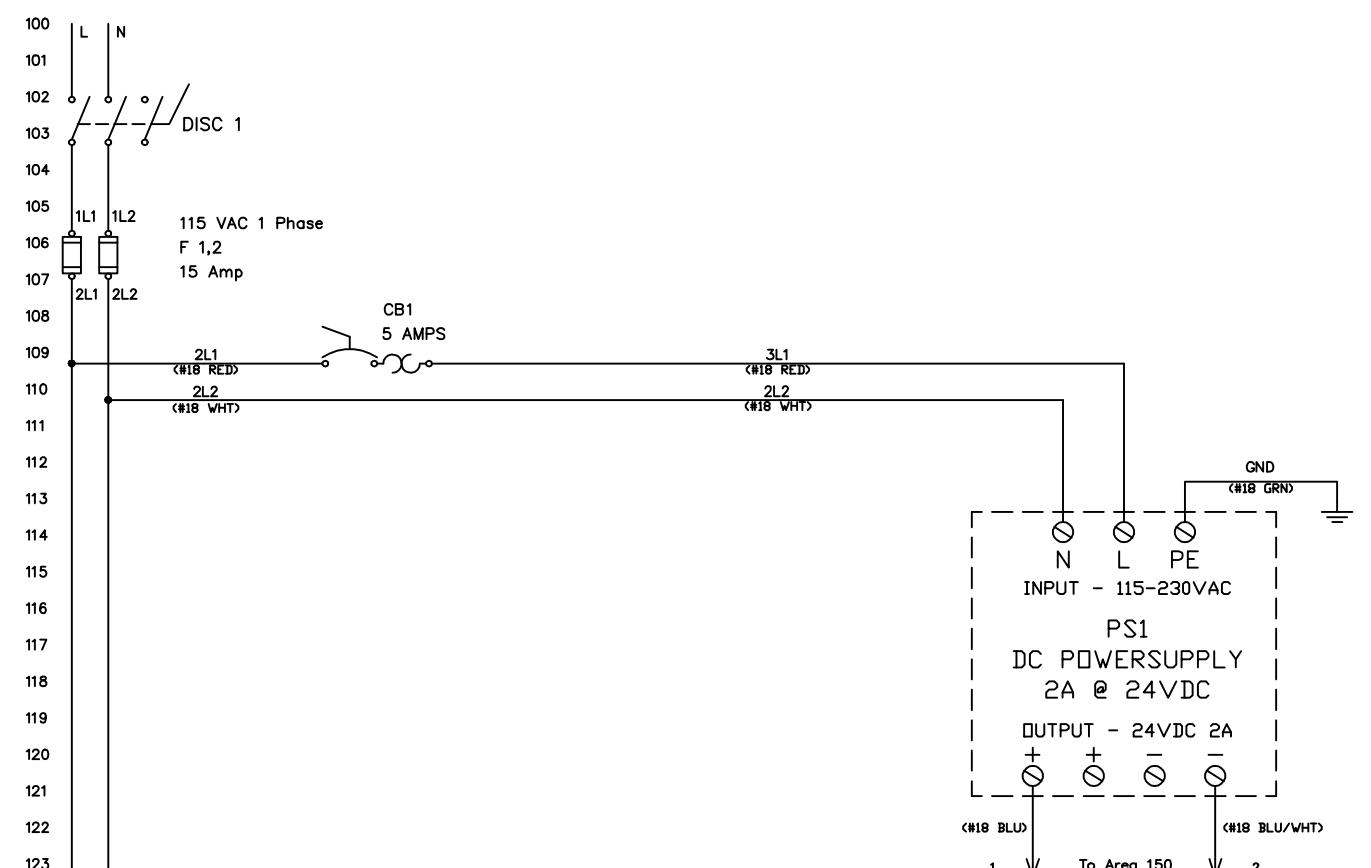 100
L N
101
102
DISC 1
103
104
105
1L1 1L2
115 VAC 1 Phase
106
F 1,2
15 Amp
107
2L1 2L2
CB1
108
5 AMPS
109
2L1 3L1
(#18 RED) (#18 RED)
110
2L2 2L2
(#18 WHT) (#18 WHT)
111
112
GND
(#18 GRN)
113
114
N L PE
115
INPUT - 115-230VAC
116
PS1
117
DC POWERSUPPLY
118
2A @ 24VDC
119
OUTPUT - 24VDC 2A
120
+ + - -
121
122
(#18 BLU) (#18 BLU/WHT)
123
1 To Area 150 2